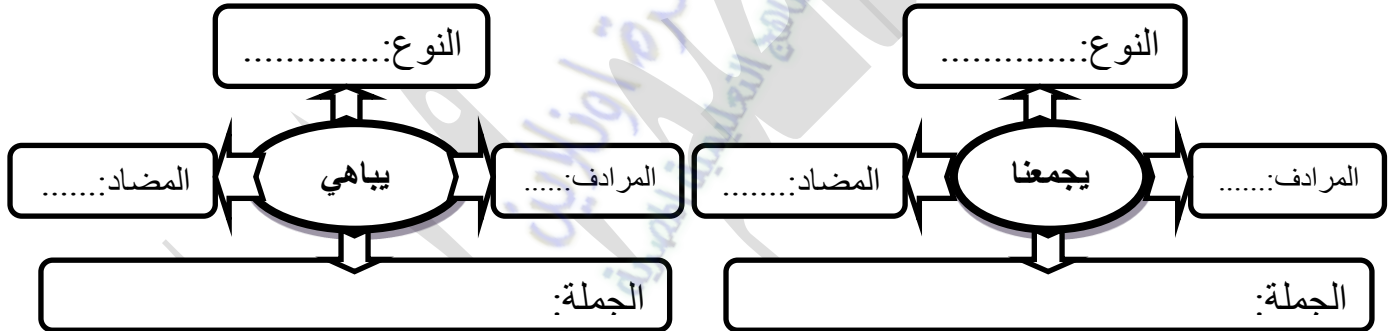 النوع:..............
النوع:..............
المرادف:......
يجمعنا
المضاد:.......
المرادف:.....
يباهي
المضاد:.......
الجملة:
الجملة: